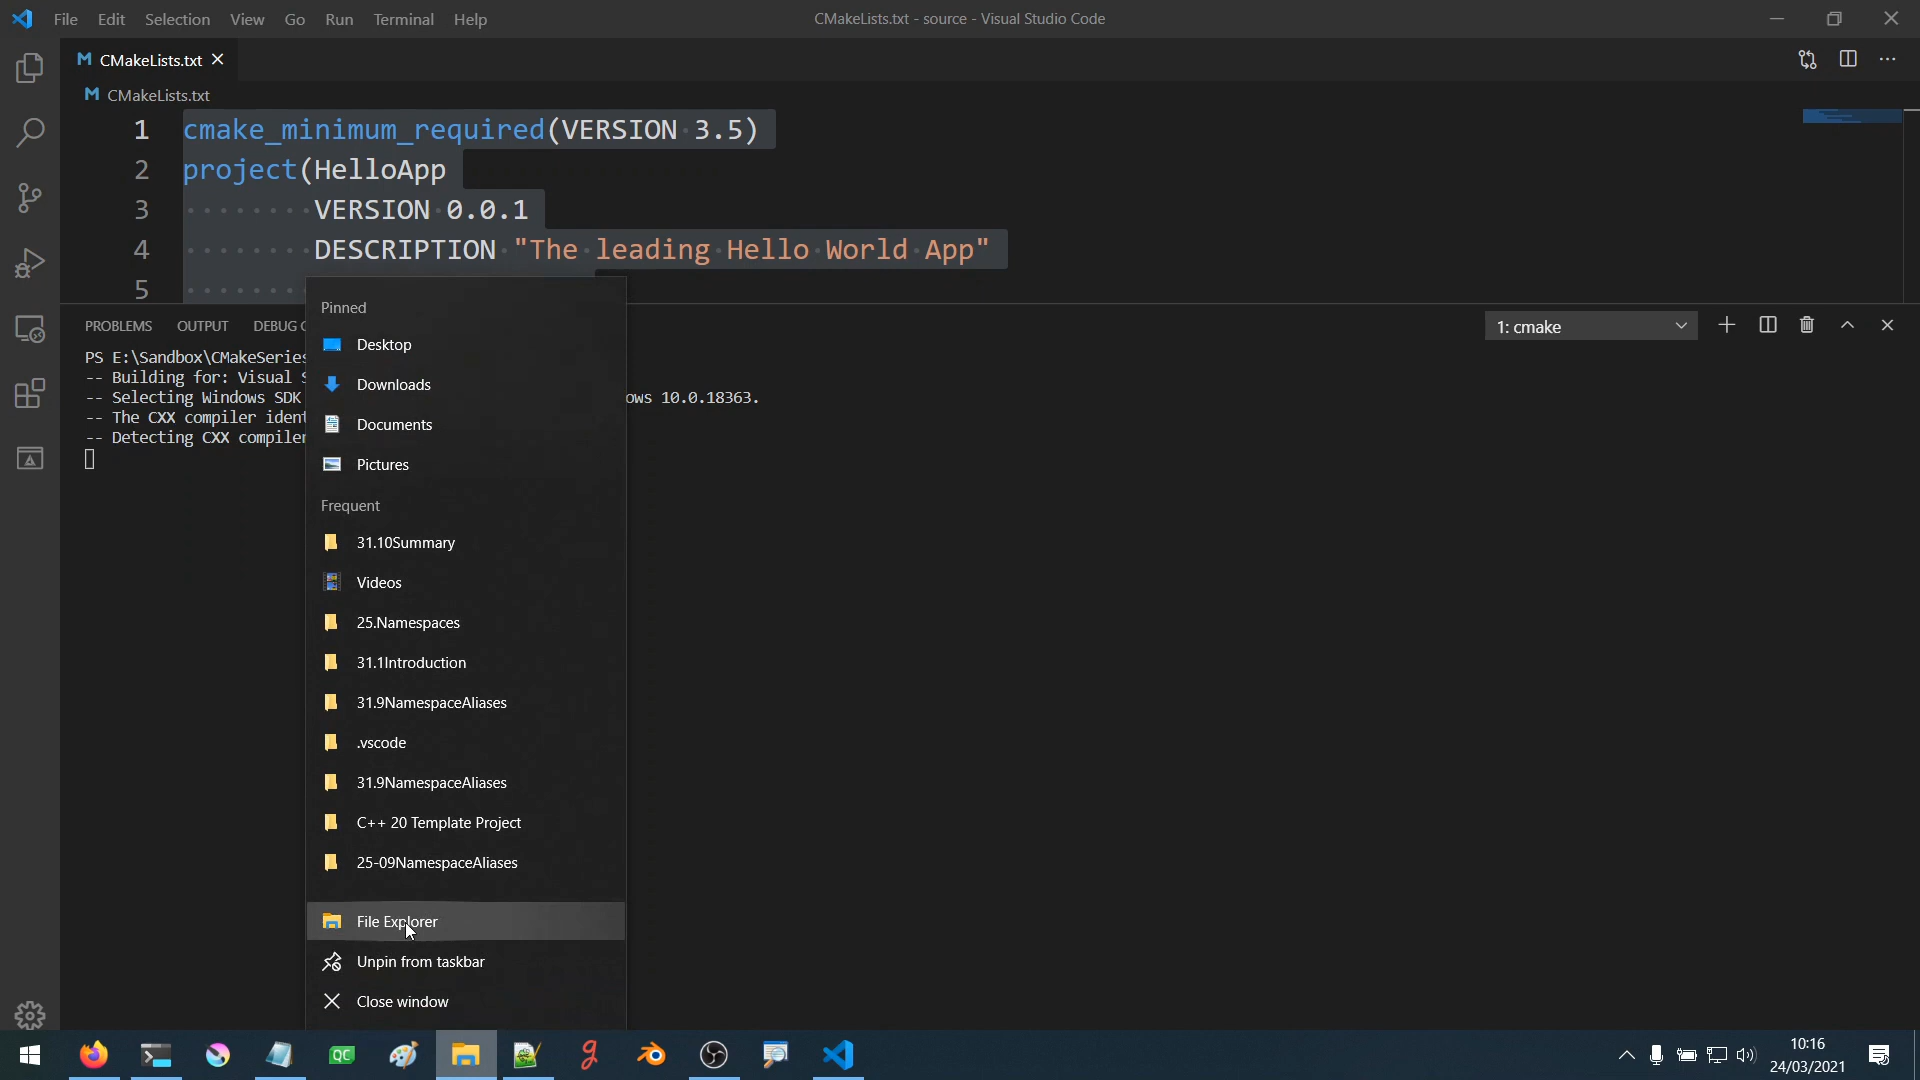 File Edit Selection View Go Run Terminal Help
CMakeLists.txt - source - Visual Studio Code
M CMakeLists.txt
M CMakeLists.txt
1 cmake_minimum_required(VERSION 3.5)
2 project(HelloApp
3 VERSION 0.0.1
4 DESCRIPTION "The leading Hello World App"
5
PROBLEMS OUTPUT DEBUG C
1: cmake
PS E:\Sandbox\CMakeSeries
-- Building for: Visual S
-- Selecting Windows SDK ows 10.0.18363.
-- The CXX compiler ident
-- Detecting CXX compiler
Pinned
Desktop
Downloads
Documents
Pictures
Frequent
31.10Summary
Videos
25.Namespaces
31.1Introduction
31.9NamespaceAliases
.vscode
31.9NamespaceAliases
C++ 20 Template Project
25-09NamespaceAliases
File Explorer
Unpin from taskbar
Close window
QC
10:16
24/03/2021